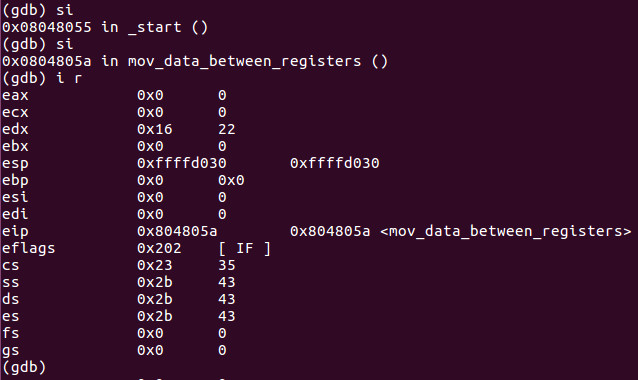 (gdb) si
0x08048055 in _start ()
(gdb) si
0x0804805a in mov_data_between_registers ()
(gdb) i r
eax 0x0 0
ecx 0x0 0
edx 0x16 22
ebx 0x0 0
esp 0xffffd030 0xffffd030
ebp 0x0 0x0
esi 0x0 0
edi 0x0 0
eip 0x804805a 0x804805a <mov_data_between_registers>
eflags 0x202 [ IF ]
cs 0x23 35
ss 0x2b 43
ds 0x2b 43
es 0x2b 43
fs 0x0 0
gs 0x0 0
(gdb)